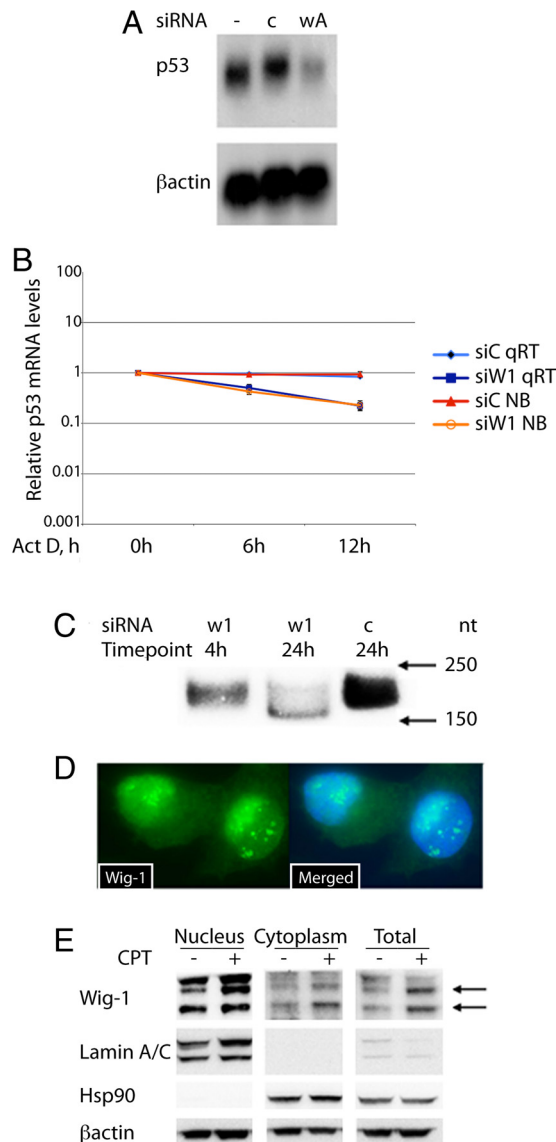 A
siRNA - c wA
p53
βactin
B
Relative p53 mRNA levels
100
10
1
0.1
0.01
0.001
Act D, h 0h 6h 12h
siC qRT
siW1 qRT
siC NB
siW1 NB
C
siRNA w1 w1 c nt
Timepoint 4h 24h 24h
250
150
D
Wig-1 Merged
E
Nucleus Cytoplasm Total
CPT - + - + - +
Wig-1
Lamin A/C
Hsp90
βactin